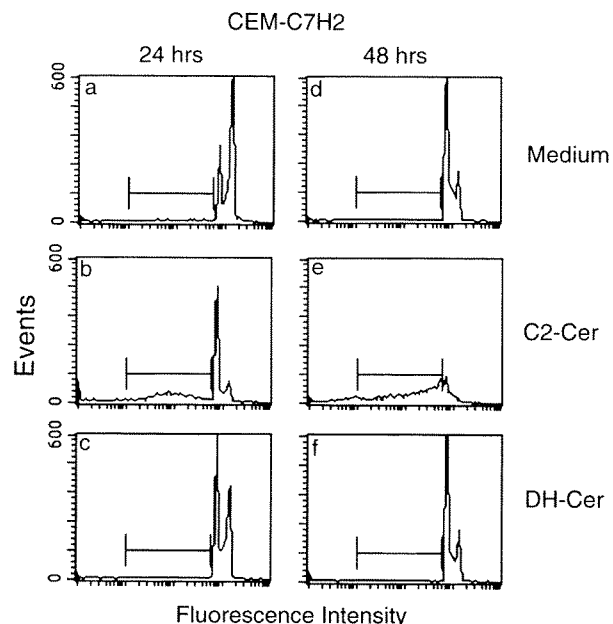 CEM-C7H2
24 hrs
48 hrs
600
a
d
0
Medium
600
b
e
0
C2-Cer
600
c
f
0
DH-Cer
Events
Fluorescence Intensity